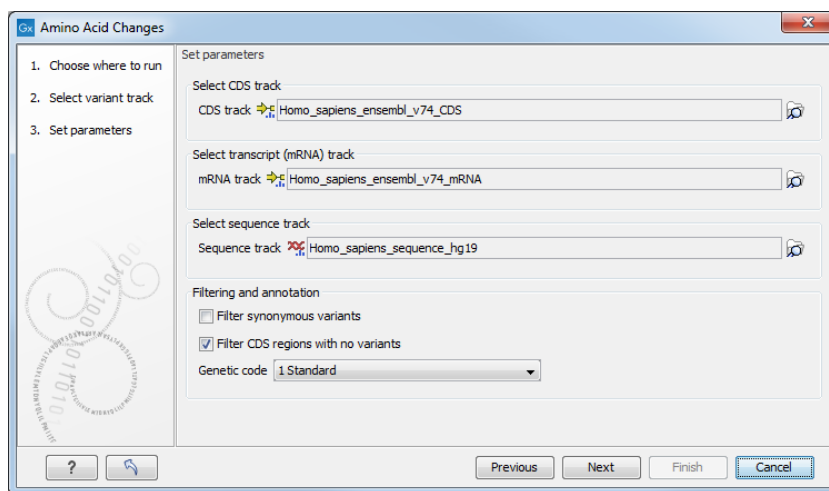 Gx Amino Acid Changes
1. Choose where to run
2. Select variant track
3. Set parameters
Set parameters
Select CDS track
CDS track Homo_sapiens_ensembl_v74_CDS
Select transcript (mRNA) track
mRNA track Homo_sapiens_ensembl_v74_mRNA
Select sequence track
Sequence track Homo_sapiens_sequence_hg19
Filtering and annotation
Filter synonymous variants
Filter CDS regions with no variants
Genetic code 1 Standard
? Previous Next Finish Cancel